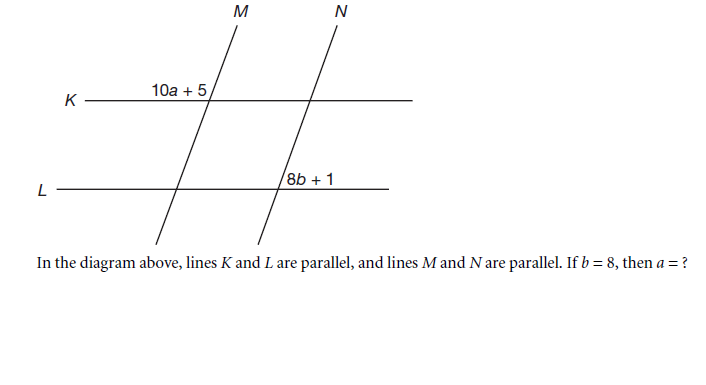 M N
10a + 5
K
8b + 1
L
In the diagram above, lines K and L are parallel, and lines M and N are parallel. If b = 8, then a = ?